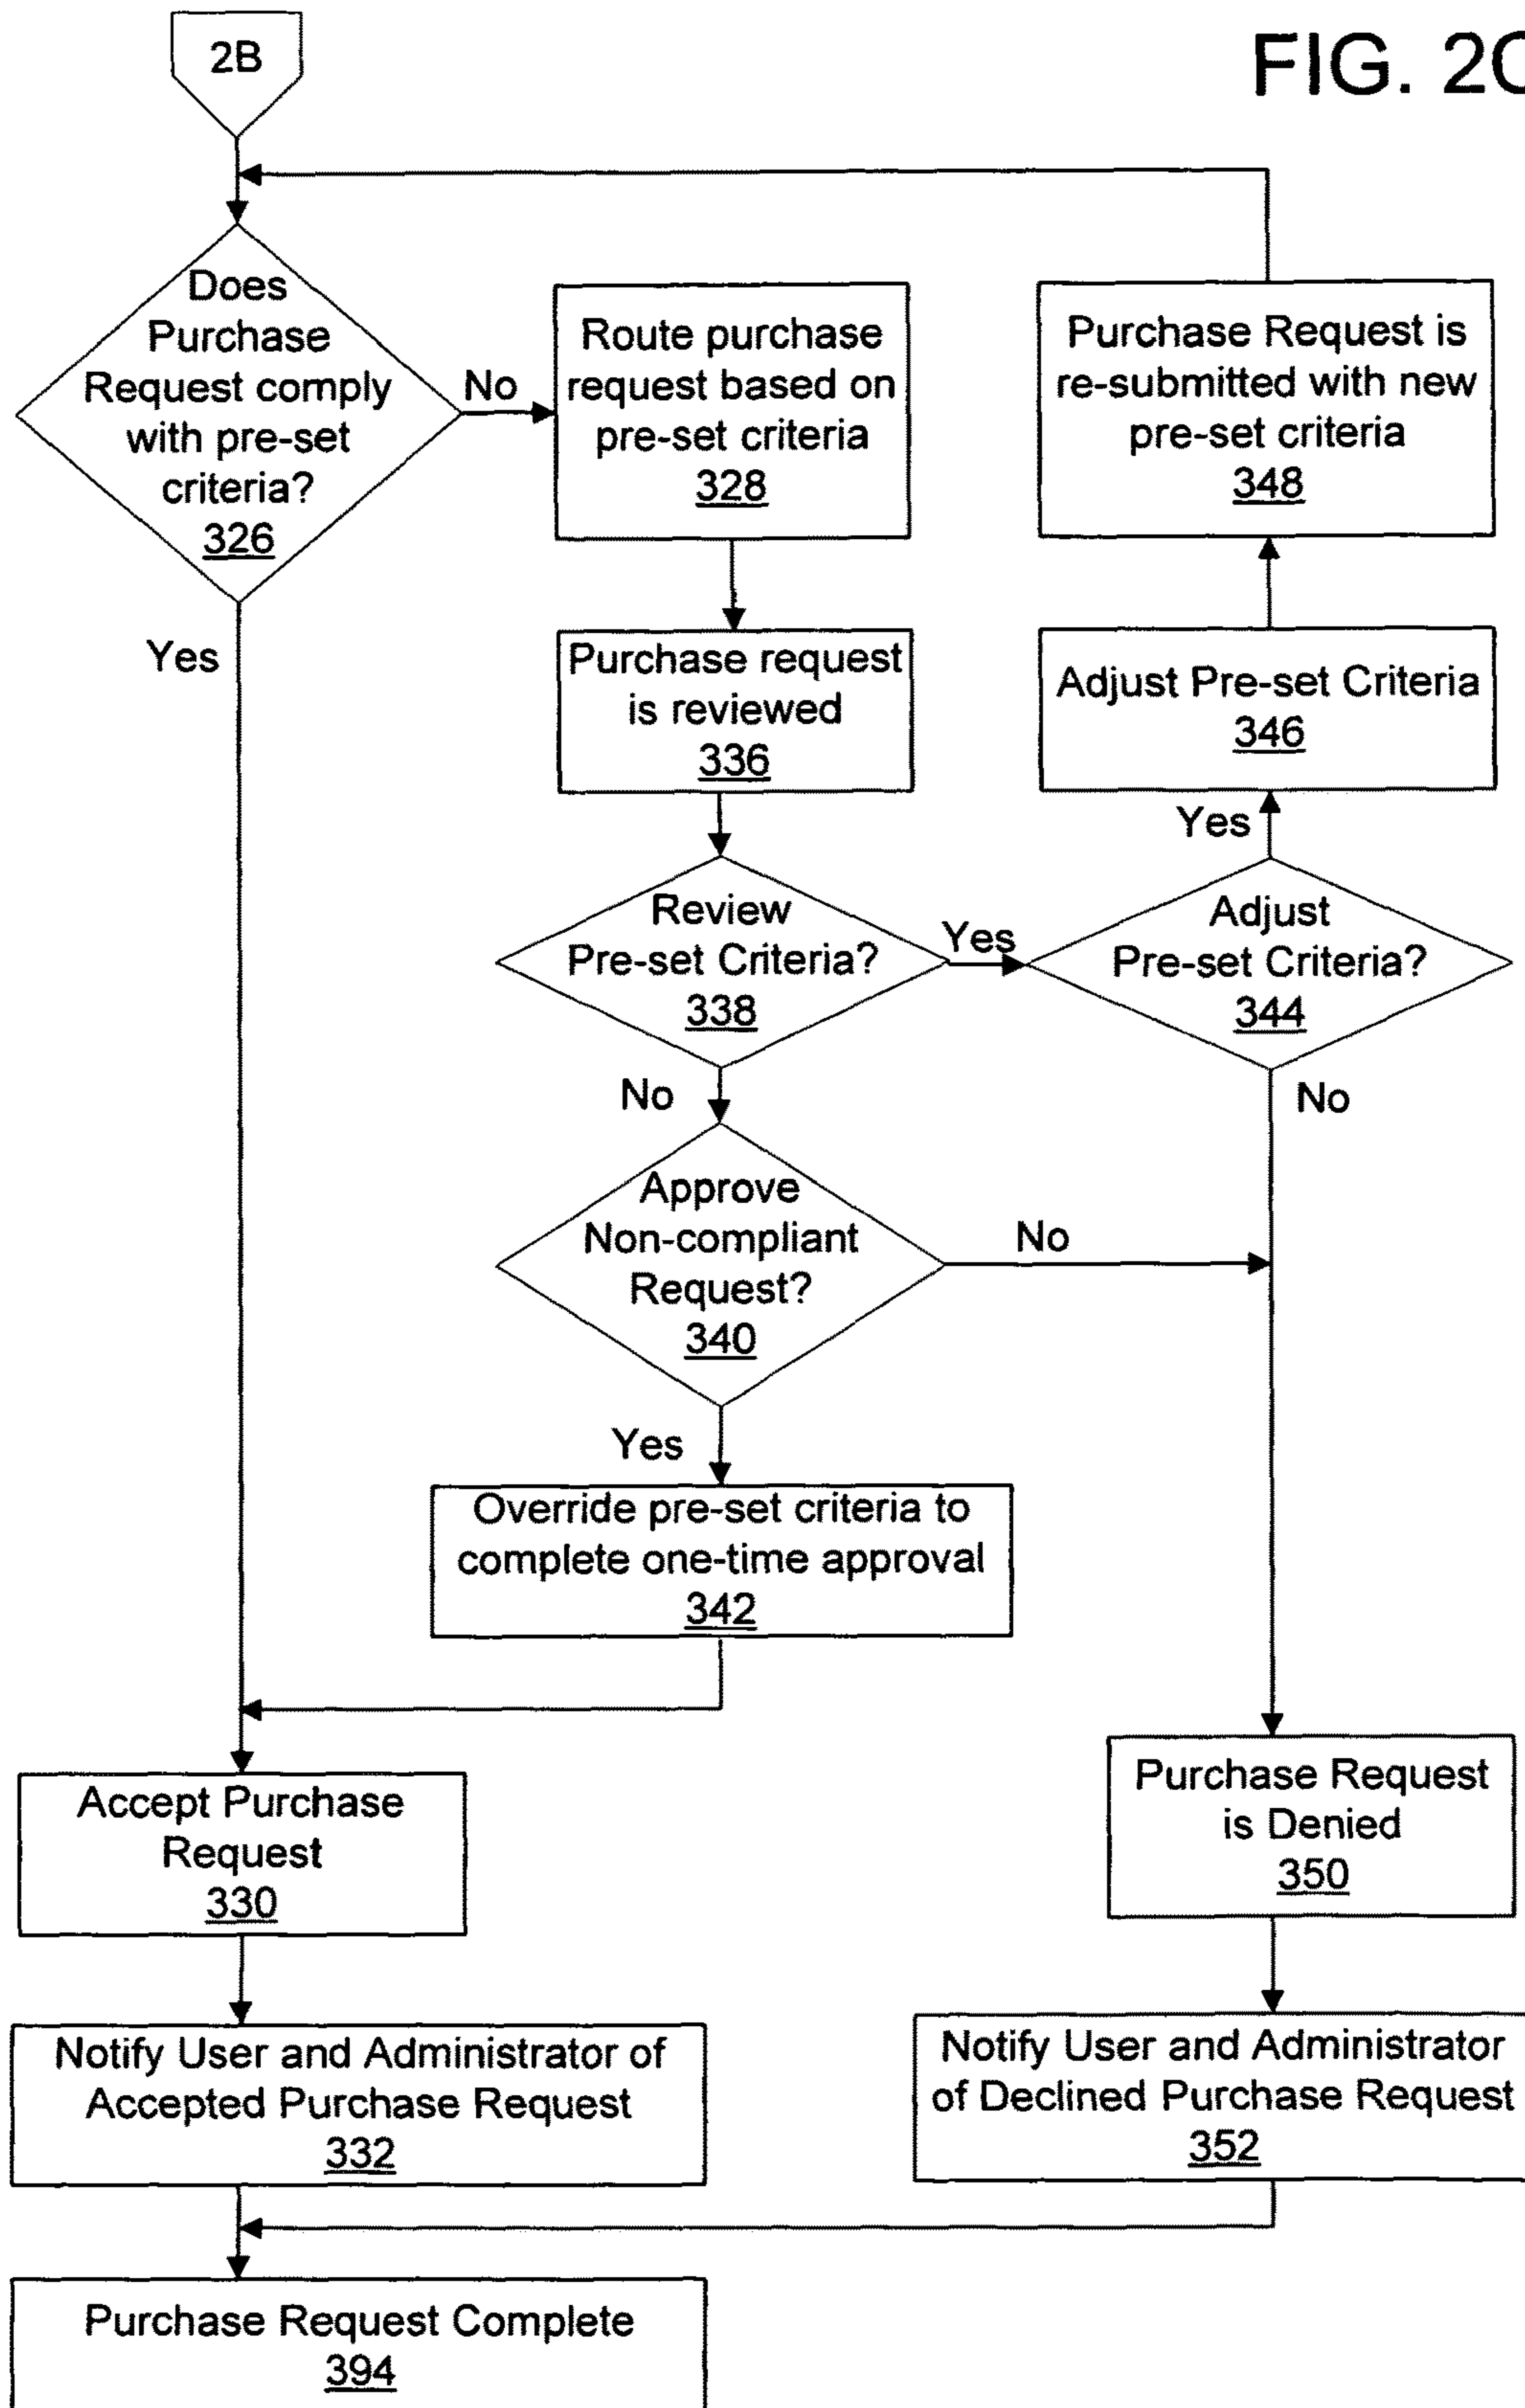 2B
FIG. 2C
Does
Purchase
Request comply
with pre-set
criteria?
326
No
Yes
Route purchase
request based on
pre-set criteria
328
Purchase Request is
re-submitted with new
pre-set criteria
348
Purchase request
is reviewed
336
Adjust Pre-set Criteria
346
Yes
Review
Pre-set Criteria?
338
Yes
Adjust
Pre-set Criteria?
344
No
No
Approve
Non-compliant
Request?
340
No
Yes
Override pre-set criteria to
complete one-time approval
342
Accept Purchase
Request
330
Purchase Request
is Denied
350
Notify User and Administrator of
Accepted Purchase Request
332
Notify User and Administrator
of Declined Purchase Request
352
Purchase Request Complete
394